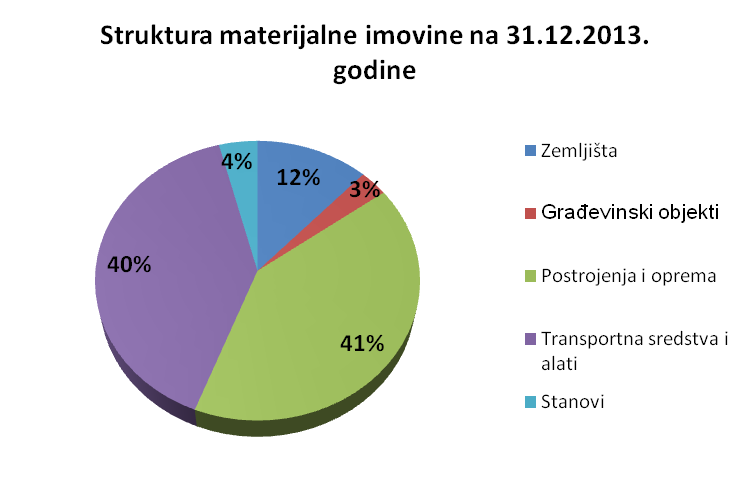 Struktura materijalne imovine na 31.12.2013.
godine
4%
12%
3%
40%
41%
Zemljišta
Građevinski objekti
Postrojenja i oprema
Transportna sredstva i
alati
Stanovi